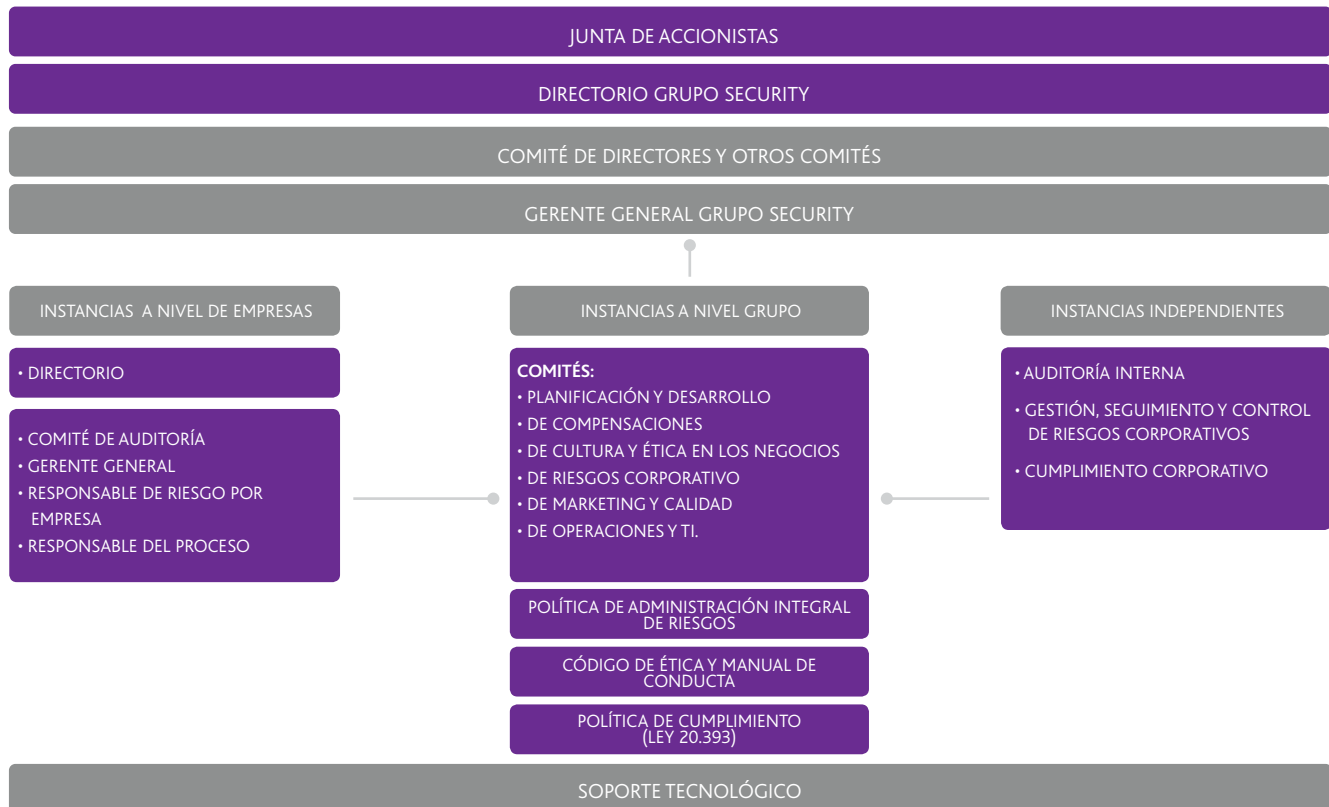 JUNTA DE ACCIONISTAS
DIRECTORIO GRUPO SECURITY
COMITÉ DE DIRECTORES Y OTROS COMITÉS
GERENTE GENERAL GRUPO SECURITY
INSTANCIAS A NIVEL DE EMPRESAS
• DIRECTORIO
• COMITÉ DE AUDITORÍA
• GERENTE GENERAL
• RESPONSABLE DE RIESGO POR
EMPRESA
• RESPONSABLE DEL PROCESO
INSTANCIAS A NIVEL GRUPO
COMITÉS:
• PLANIFICACIÓN Y DESARROLLO
• DE COMPENSACIONES
• DE CULTURA Y ÉTICA EN LOS NEGOCIOS
• DE RIESGOS CORPORATIVO
• DE MARKETING Y CALIDAD
• DE OPERACIONES Y TI.
POLÍTICA DE ADMINISTRACIÓN INTEGRAL
DE RIESGOS
CÓDIGO DE ÉTICA Y MANUAL DE
CONDUCTA
POLÍTICA DE CUMPLIMIENTO
(LEY 20.393)
INSTANCIAS INDEPENDIENTES
• AUDITORÍA INTERNA
• GESTIÓN, SEGUIMIENTO Y CONTROL
DE RIESGOS CORPORATIVOS
• CUMPLIMIENTO CORPORATIVO
SOPORTE TECNOLÓGICO